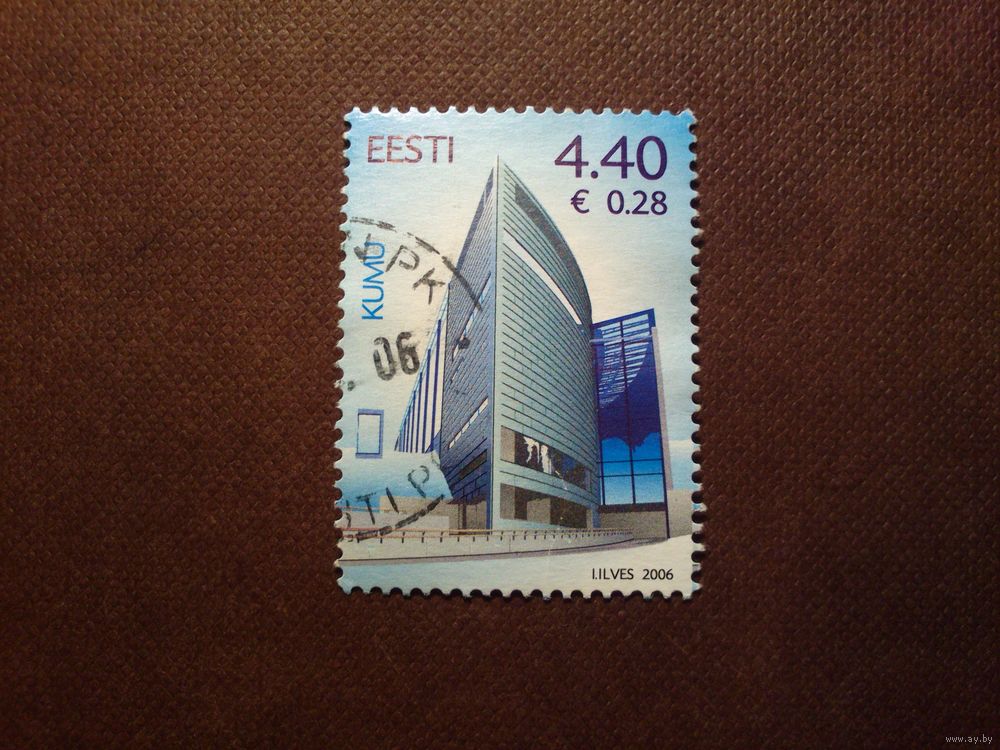 EESTI
4.40
€ 0.28
KUMU
06
I.ILVES 2006
www.ay.by